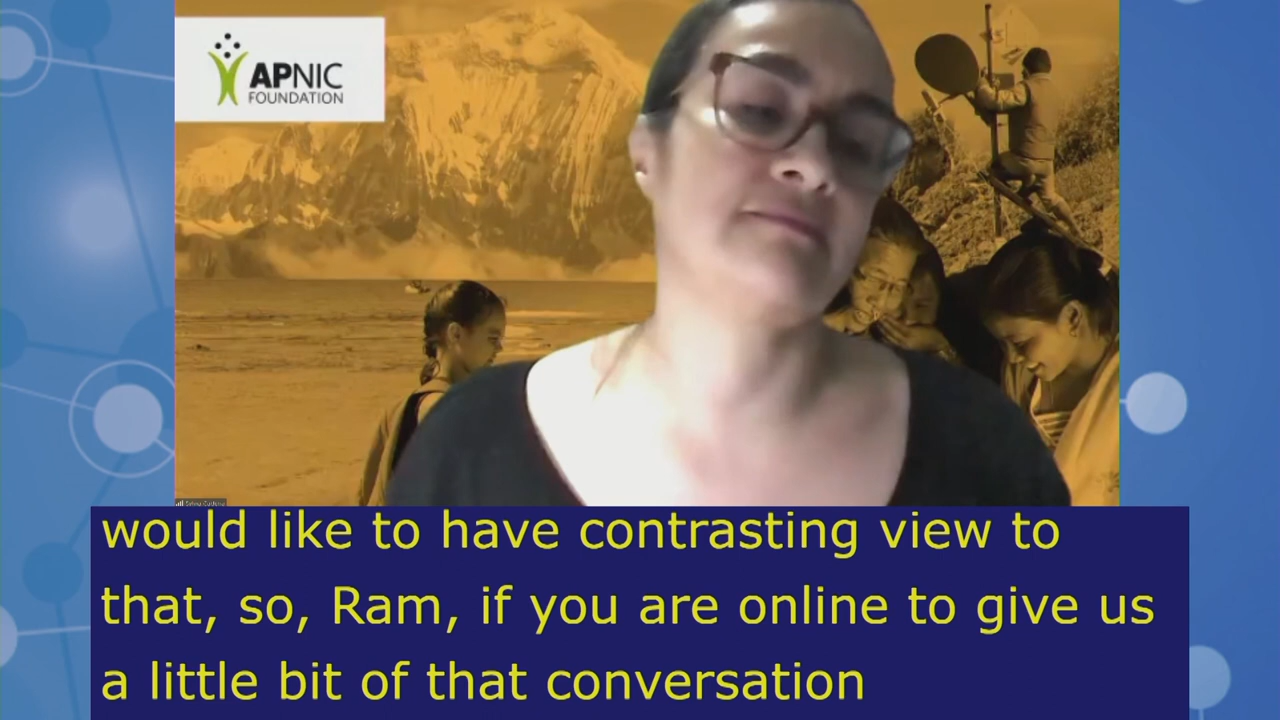 APNIC
FOUNDATION
would like to have contrasting view to
that, so, Ram, if you are online to give us
a little bit of that conversation